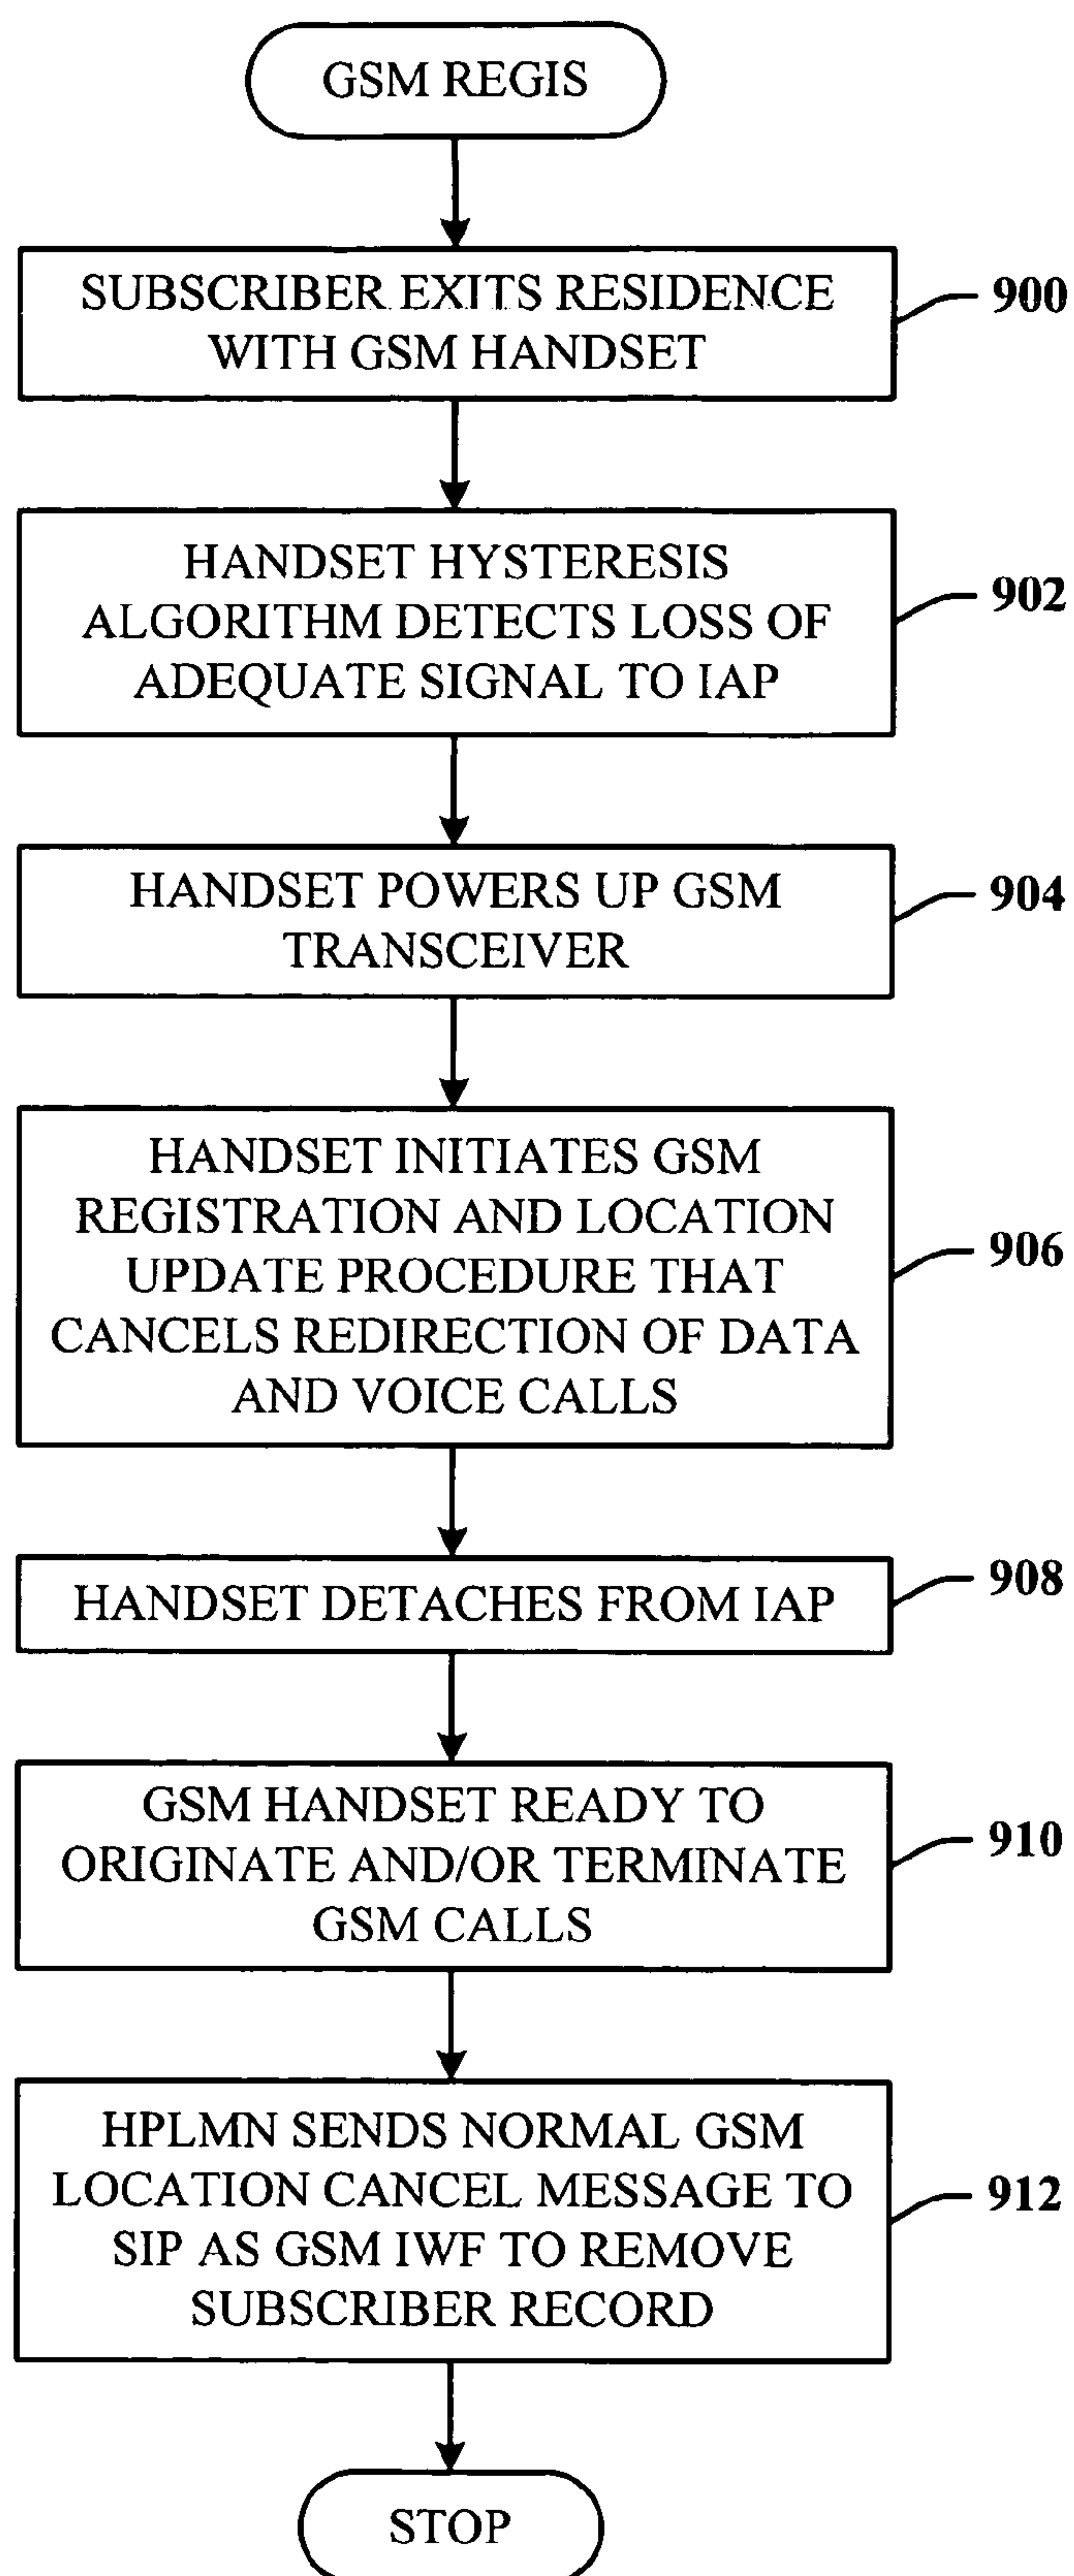 GSM REGIS
SUBSCRIBER EXITS RESIDENCE
WITH GSM HANDSET
900
HANDSET HYSTERESIS
ALGORITHM DETECTS LOSS OF
ADEQUATE SIGNAL TO IAP
902
HANDSET POWERS UP GSM
TRANSCEIVER
904
HANDSET INITIATES GSM
REGISTRATION AND LOCATION
UPDATE PROCEDURE THAT
CANCELS REDIRECTION OF DATA
AND VOICE CALLS
906
HANDSET DETACHES FROM IAP
908
GSM HANDSET READY TO
ORIGINATE AND/OR TERMINATE
GSM CALLS
910
HPLMN SENDS NORMAL GSM
LOCATION CANCEL MESSAGE TO
SIP AS GSM IWF TO REMOVE
SUBSCRIBER RECORD
912
STOP